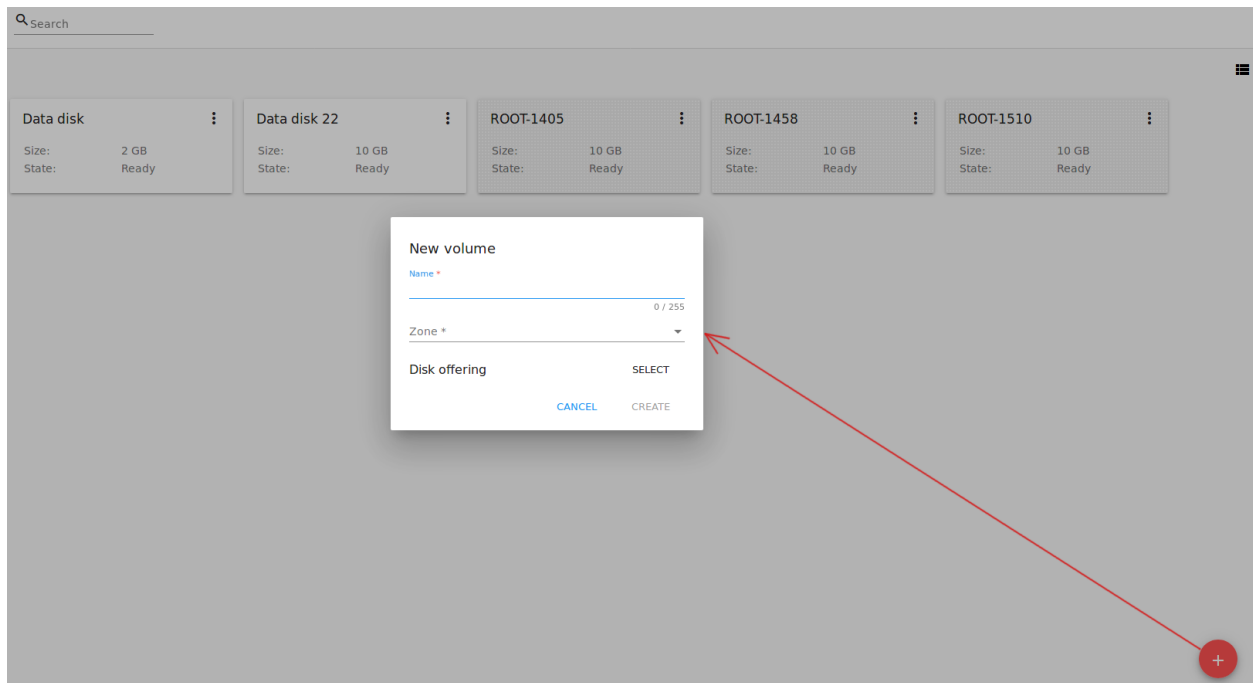 Search
Data disk
Size: 2 GB
State: Ready
Data disk 22
Size: 10 GB
State: Ready
ROOT-1405
Size: 10 GB
State: Ready
ROOT-1458
Size: 10 GB
State: Ready
ROOT-1510
Size: 10 GB
State: Ready
New volume
Name *
0 / 255
Zone *
Disk offering SELECT
CANCEL CREATE
+